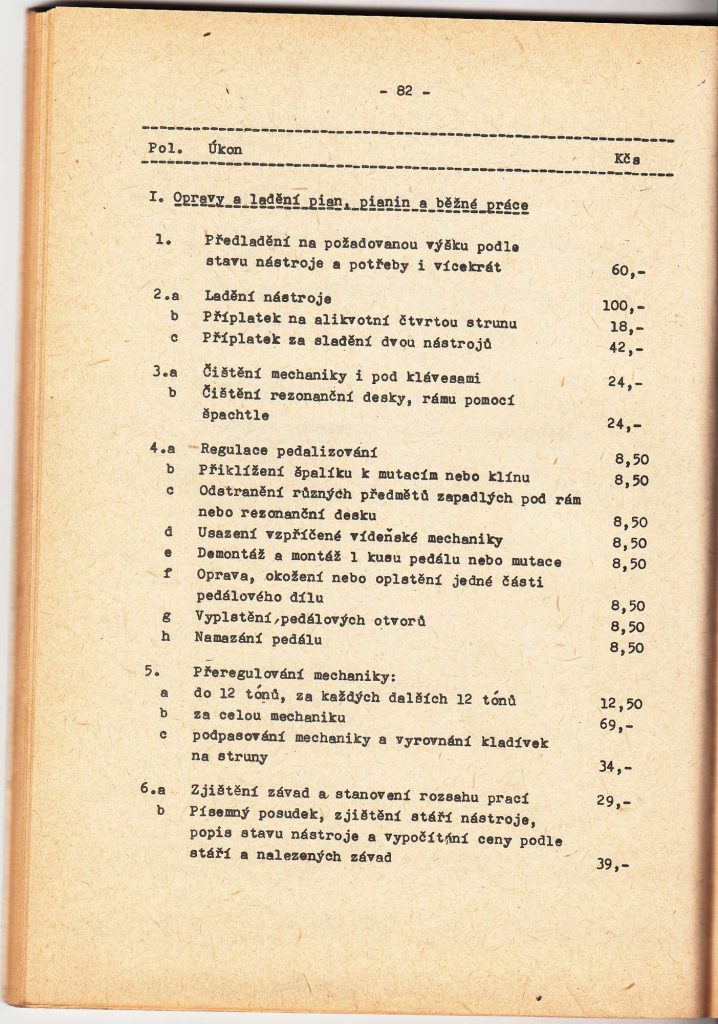 - 82 -
Pol. Úkon Kčs
I. Opravy a ladění pian, pianin a běžné práce
1. Předladění na požadovanou výšku podle
stavu nástroje a potřeby i vícekrát 60,-
2.a Ladění nástroje 100,-
b Příplatek na alikvotní čtvrtou strunu 18,-
c Příplatek za sladění dvou nástrojů 42,-
3.a Čištění mechaniky i pod klávesami 24,-
b Čištění rezonanční desky, rámu pomocí
špachtle 24,-
4.a Regulace pedalizování 8,50
b Přiklížení špalíku k mutacím nebo klínu 8,50
c Odstranění různých předmětů zapadlých pod rám
nebo rezonanční desku 8,50
d Usazení vzpříčené vídeňské mechaniky 8,50
e Demontáž a montáž 1 kusu pedálu nebo mutace 8,50
f Oprava, okožení nebo oplstění jedné části
pedálového dílu 8,50
g Vyplstění pedálových otvorů 8,50
h Namazání pedálu 8,50
5. Přeregulování mechaniky:
a do 12 tónů, za každých dalších 12 tónů 12,50
b za celou mechaniku 69,-
c podpasování mechaniky a vyrovnání kladívek
na struny 34,-
6.a Zjištění závad a stanovení rozsahu prací 29,-
b Písemný posudek, zjištění stáří nástroje,
popis stavu nástroje a vypočítání ceny podle
stáří a nalezených závad 39,-